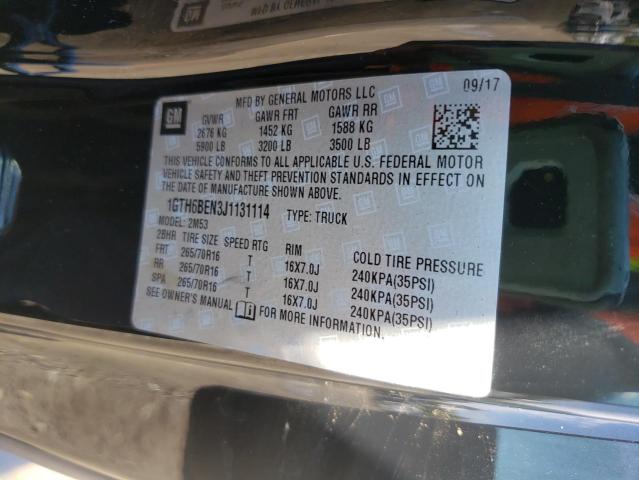 GM
MFD BY GENERAL MOTORS LLC
09/17
GVWR GAWR FRT GAWR RR
2676 KG 1452 KG 1588 KG
5900 LB 3200 LB 3500 LB
THIS VEHICLE CONFORMS TO ALL APPLICABLE U.S. FEDERAL MOTOR
VEHICLE SAFETY AND THEFT PREVENTION STANDARDS IN EFFECT ON
THE DATE OF MANUFACTURE SHOWN ABOVE.
1GTH6BEN3J1131114 TYPE: TRUCK
MODEL: 2M53
2BHR TIRE SIZE SPEED RTG RIM COLD TIRE PRESSURE
FRT 265/70R16 T 16X7.0J 240KPA(35PSI)
RR 265/70R16 T 16X7.0J 240KPA(35PSI)
SPA 265/70R16 T 16X7.0J 240KPA(35PSI)
SEE OWNER'S MANUAL FOR MORE INFORMATION.